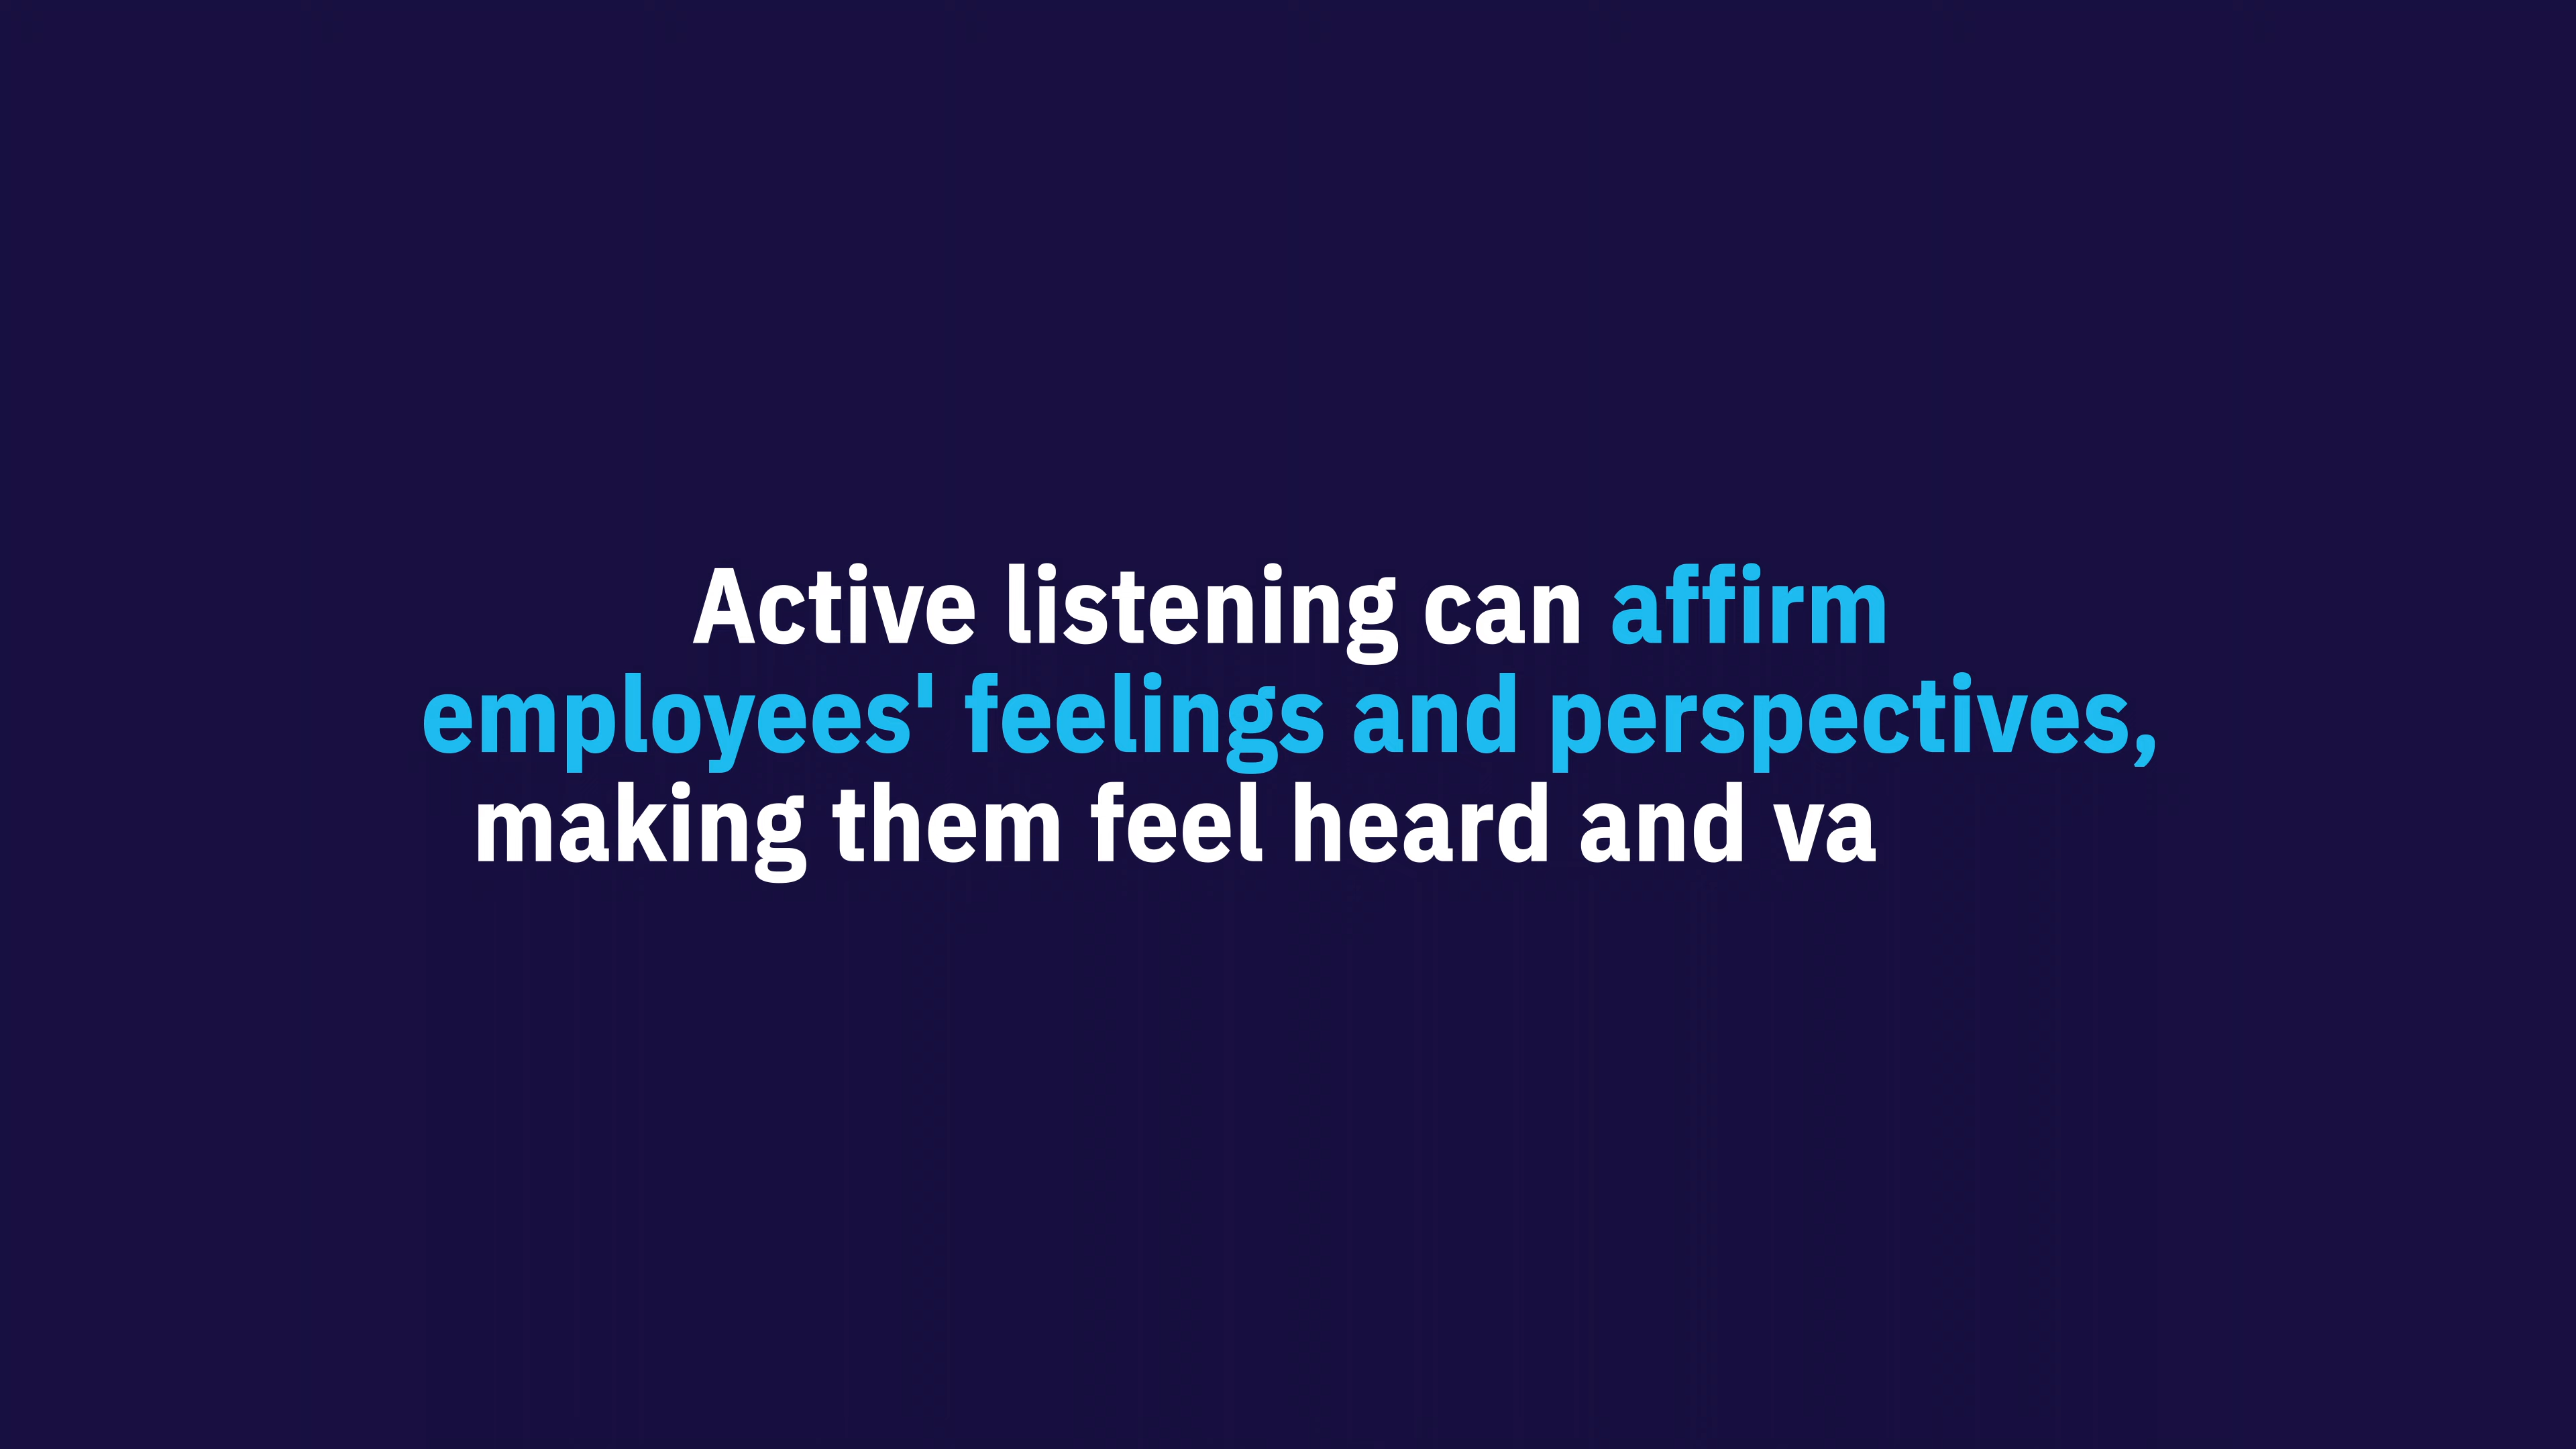 Active listening can affirm
employees' feelings and perspectives,
making them feel heard and va